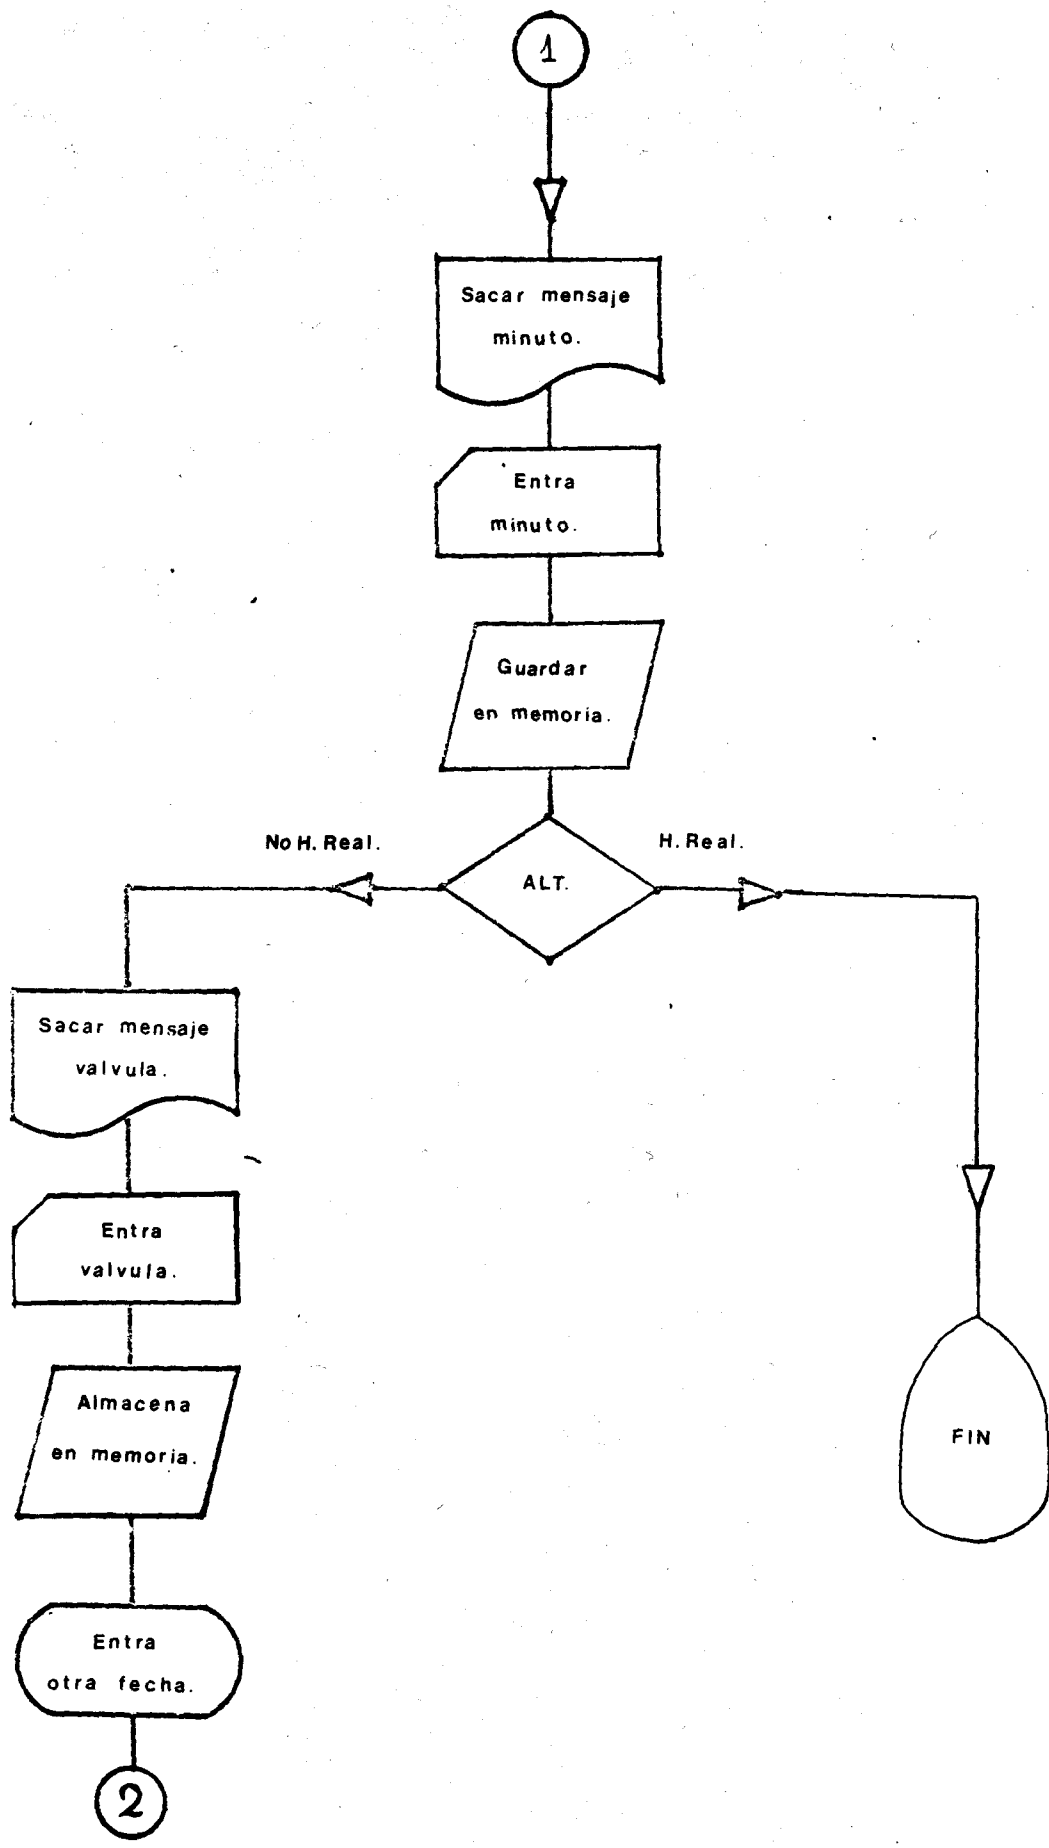 1
Sacar mensaje
minuto.
Entra
minuto.
Guardar
en memoria.
No H. Real.
H. Real.
ALT.
Sacar mensaje
valvula.
Entra
valvula.
Almacena
en memoria.
FIN
Entra
otra fecha.
2